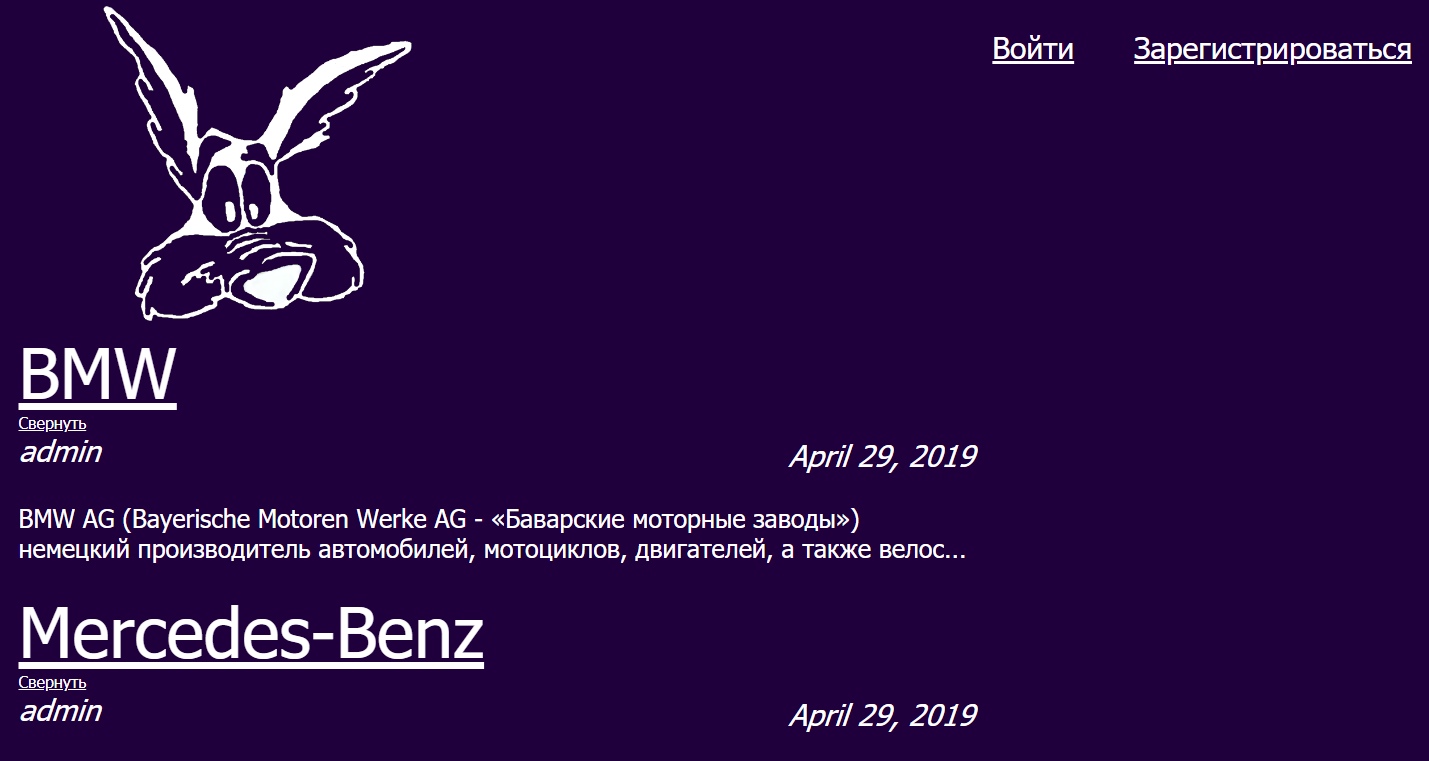 Войти Зарегистрироваться
BMW
Свернуть
admin April 29, 2019
BMW AG (Bayerische Motoren Werke AG - «Баварские моторные заводы»)
немецкий производитель автомобилей, мотоциклов, двигателей, а также велос...
Mercedes-Benz
Свернуть
admin April 29, 2019